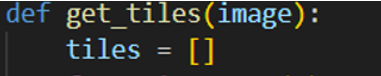 def get_tiles(image):
    tiles = []